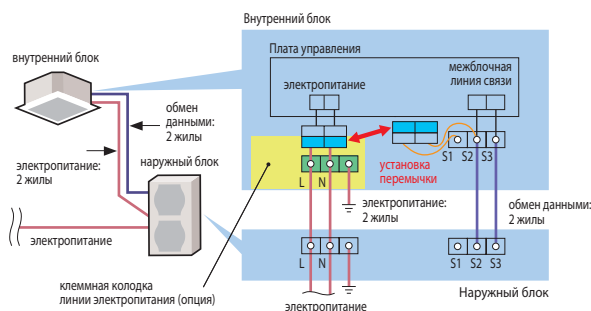 Внутренний блок
Плата управления
внутренний блок
межблочная
линия связи
электропитание
обмен
данными:
2 жилы
S1 S2 S3
электропитание:
2 жилы
наружный блок
установка
перемычки
L N
электропитание:
2 жилы
обмен данными:
2 жилы
электропитание
L N
S1 S2 S3
клеммная колодка
линии электропитания (опция)
Наружный блок
электропитание